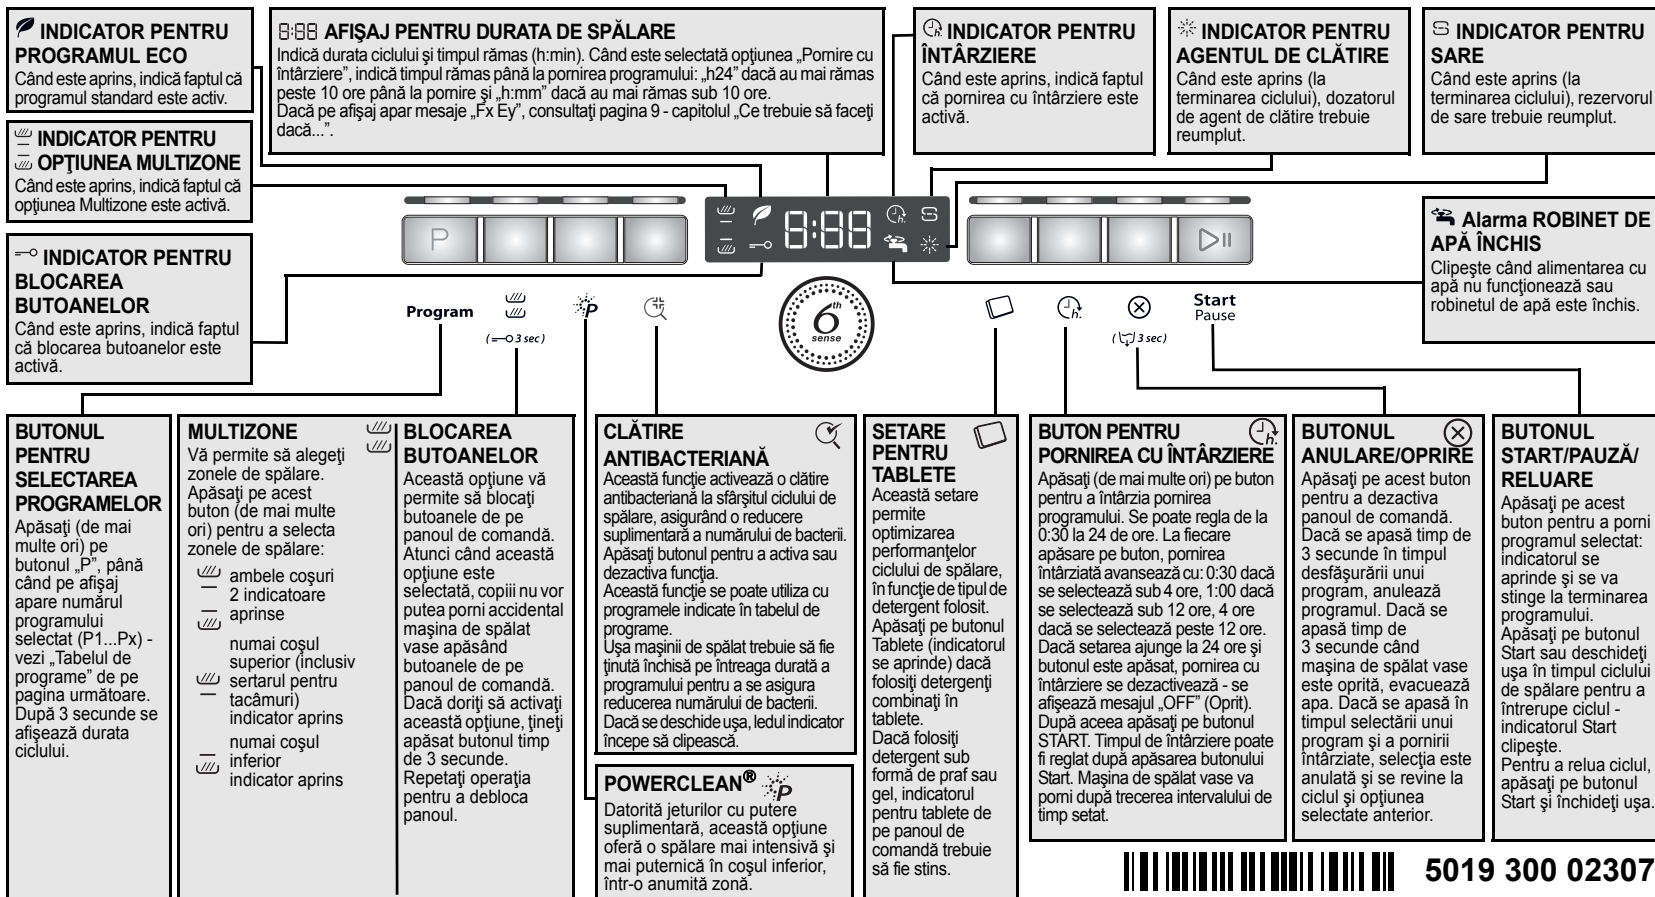 INDICATOR PENTRU
PROGRAMUL ECO
Când este aprins, indică faptul că
programul standard este activ.
INDICATOR PENTRU
OPŢIUNEA MULTIZONE
Când este aprins, indică faptul că
opţiunea Multizone este activă.
INDICATOR PENTRU
BLOCAREA
BUTOANELOR
Când este aprins, indică faptul
că blocarea butoanelor este
activă.
8:88 AFIŞAJ PENTRU DURATA DE SPĂLARE
Indică durata ciclului şi timpul rămas (h:min). Când este selectată opţiunea „Pornire cu
întârziere”, indică timpul rămas până la pornirea programului: „h24” dacă au mai rămas
peste 10 ore până la pornire şi „h:mm” dacă au mai rămas sub 10 ore.
Dacă pe afişaj apar mesaje „Fx Ey”, consultaţi pagina 9 - capitolul „Ce trebuie să faceţi
dacă...”.
h. INDICATOR PENTRU
ÎNTÂRZIERE
Când este aprins, indică faptul
că pornirea cu întârziere este
activă.
INDICATOR PENTRU
AGENTUL DE CLĂTIRE
Când este aprins (la
terminarea ciclului), dozatorul
de agent de clătire trebuie
reumplut.
INDICATOR PENTRU
SARE
Când este aprins (la
terminarea ciclului), rezervorul
de sare trebuie reumplut.
Alarma ROBINET DE
APĂ ÎNCHIS
Clipeşte când alimentarea cu
apă nu funcţionează sau
robinetul de apă este închis.
P
8:88
h.
Program
(3 sec)
P
6th
sense
h.
(3 sec)
Start
Pause
BUTONUL
PENTRU
SELECTAREA
PROGRAMELOR
Apăsaţi (de mai
multe ori) pe
butonul „P”, până
când pe afişaj
apare numărul
programului
selectat (P1...Px) -
vezi „Tabelul de
programe” de pe
pagina următoare.
După 3 secunde se
afişează durata
ciclului.
MULTIZONE
Vă permite să alegeţi
zonele de spălare.
Apăsaţi pe acest
buton (de mai multe
ori) pentru a selecta
zonele de spălare:
ambele coşuri
2 indicatoare
aprinse
numai coşul
superior (inclusiv
sertarul pentru
tacâmuri)
indicator aprins
numai coşul
inferior
indicator aprins
BLOCAREA
BUTOANELOR
Această opţiune vă
permite să blocaţi
butoanele de pe
panoul de comandă.
Atunci când această
opţiune este
selectată, copiii nu vor
putea porni accidental
maşina de spălat
vase apăsând
butoanele de pe
panoul de comandă.
Dacă doriţi să activaţi
această opţiune, ţineţi
apăsat butonul timp
de 3 secunde.
Repetaţi operaţia
pentru a debloca
panoul.
CLĂTIRE
ANTIBACTERIANĂ
Această funcţie activează o clătire
antibacteriană la sfârşitul ciclului de
spălare, asigurând o reducere
suplimentară a numărului de bacterii.
Apăsaţi butonul pentru a activa sau
dezactiva funcţia.
Această funcţie se poate utiliza cu
programele indicate în tabelul de
programe.
Uşa maşinii de spălat trebuie să fie
ţinută închisă pe întreaga durată a
programului pentru a se asigura
reducerea numărului de bacterii.
Dacă se deschide uşa, ledul indicator
începe să clipească.
POWERCLEAN® P
Datorită jeturilor cu putere
suplimentară, această opţiune
oferă o spălare mai intensivă şi
mai puternică în coşul inferior,
într-o anumită zonă.
SETARE
PENTRU
TABLETE
Această setare
permite
optimizarea
performanţelor
ciclului de spălare,
în funcţie de tipul de
detergent folosit.
Apăsaţi pe butonul
Tablete (indicatorul
se aprinde) dacă
folosiţi detergenţi
combinaţi în
tablete.
Dacă folosiţi
detergent sub
formă de praf sau
gel, indicatorul
pentru tablete de
pe panoul de
comandă trebuie
să fie stins.
BUTON PENTRU h.
PORNIREA CU ÎNTÂRZIERE
Apăsaţi (de mai multe ori) pe buton
pentru a întârzia pornirea
programului. Se poate regla de la
0:30 la 24 de ore. La fiecare
apăsare pe buton, pornirea
întârziată avansează cu: 0:30 dacă
se selectează sub 4 ore, 1:00 dacă
se selectează sub 12 ore, 4 ore
dacă se selectează peste 12 ore.
Dacă setarea ajunge la 24 ore şi
butonul este apăsat, pornirea cu
întârziere se dezactivează - se
afişează mesajul „OFF” (Oprit).
După aceea apăsaţi pe butonul
START. Timpul de întârziere poate
fi reglat după apăsarea butonului
Start. Maşina de spălat vase va
porni după trecerea intervalului de
timp setat.
BUTONUL
ANULARE/OPRIRE
Apăsaţi pe acest buton
pentru a dezactiva
panoul de comandă.
Dacă se apasă timp de
3 secunde în timpul
desfăşurării unui
program, anulează
programul. Dacă se
apasă timp de
3 secunde când
maşina de spălat vase
este oprită, evacuează
apa. Dacă se apasă în
timpul selectării unui
program şi a pornirii
întârziate, selecţia este
anulată şi se revine la
ciclul şi opţiunea
selectate anterior.
BUTONUL
START/PAUZĂ/
RELUARE
Apăsaţi pe acest
buton pentru a porni
programul selectat:
indicatorul se
aprinde şi se va
stinge la terminarea
programului.
Apăsaţi pe butonul
Start sau deschideţi
uşa în timpul ciclului
de spălare pentru a
întrerupe ciclul -
indicatorul Start
clipeşte.
Pentru a relua ciclul,
apăsaţi pe butonul
Start şi închideţi uşa.
5019 300 02307